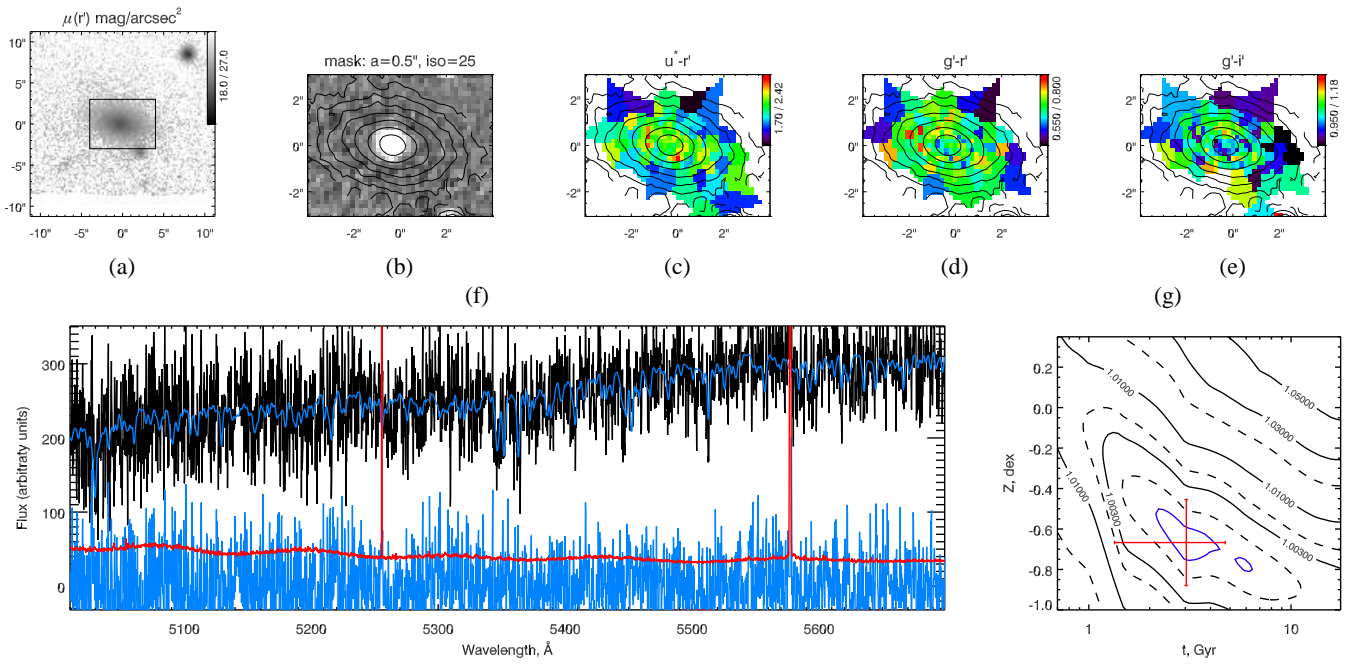 μ(r') mag/arcsec²
10"
5"
0"
-5"
-10"
-10" -5" 0" 5" 10"
18.0 / 27.0
(a)
mask: a=0.5", iso=25
2"
0"
-2"
-2" 0" 2"
(b)
u*-r'
2"
0"
-2"
-2" 0" 2"
1.70 / 2.42
(c)
g'-r'
2"
0"
-2"
-2" 0" 2"
0.550 / 0.800
(d)
g'-i'
2"
0"
-2"
-2" 0" 2"
0.950 / 1.18
(e)
(f)
Flux (arbitraty units)
300
200
100
0
5100 5200 5300 5400 5500 5600
Wavelength, Å
(g)
Z, dex
0.2
0.0
-0.2
-0.4
-0.6
-0.8
-1.0
1.05000
1.03000
1.01000
1.01000
1.00300
1.00300
1 10
t, Gyr